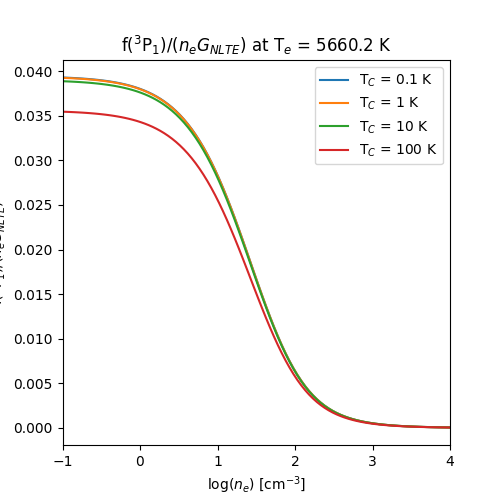 f(³P₁)/(nₑG_NLTE) at Tₑ = 5660.2 K
0.040
0.035
0.030
0.025
0.020
0.015
0.010
0.005
0.000
T_C = 0.1 K
T_C = 1 K
T_C = 10 K
T_C = 100 K
−1 0 1 2 3 4
log(nₑ) [cm⁻³]